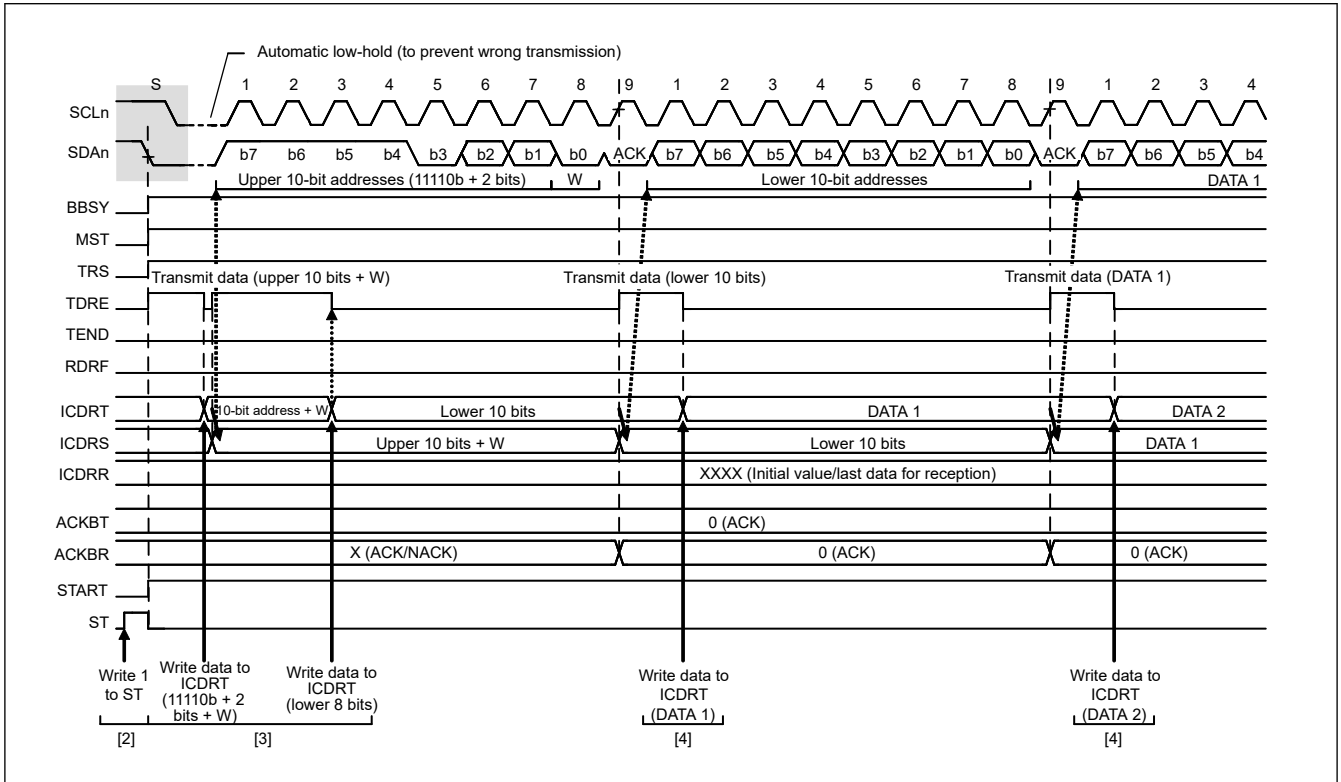 Automatic low-hold (to prevent wrong transmission)
S 1 2 3 4 5 6 7 8 9 1 2 3 4 5 6 7 8 9 1 2 3 4
SCLn
SDAn b7 b6 b5 b4 b3 b2 b1 b0 ACK b7 b6 b5 b4 b3 b2 b1 b0 ACK b7 b6 b5 b4
Upper 10-bit addresses (11110b + 2 bits) W Lower 10-bit addresses DATA 1
BBSY
MST
TRS
Transmit data (upper 10 bits + W) Transmit data (lower 10 bits) Transmit data (DATA 1)
TDRE
TEND
RDRF
ICDRT 10-bit address + W Lower 10 bits DATA 1 DATA 2
ICDRS Upper 10 bits + W Lower 10 bits DATA 1
ICDRR XXXX (Initial value/last data for reception)
ACKBT 0 (ACK)
ACKBR X (ACK/NACK) 0 (ACK) 0 (ACK)
START
ST
Write 1
to ST
Write data to
ICDRT
(11110b + 2
bits + W)
Write data to
ICDRT
(lower 8 bits)
Write data to
ICDRT
(DATA 1)
Write data to
ICDRT
(DATA 2)
[2] [3] [4] [4]